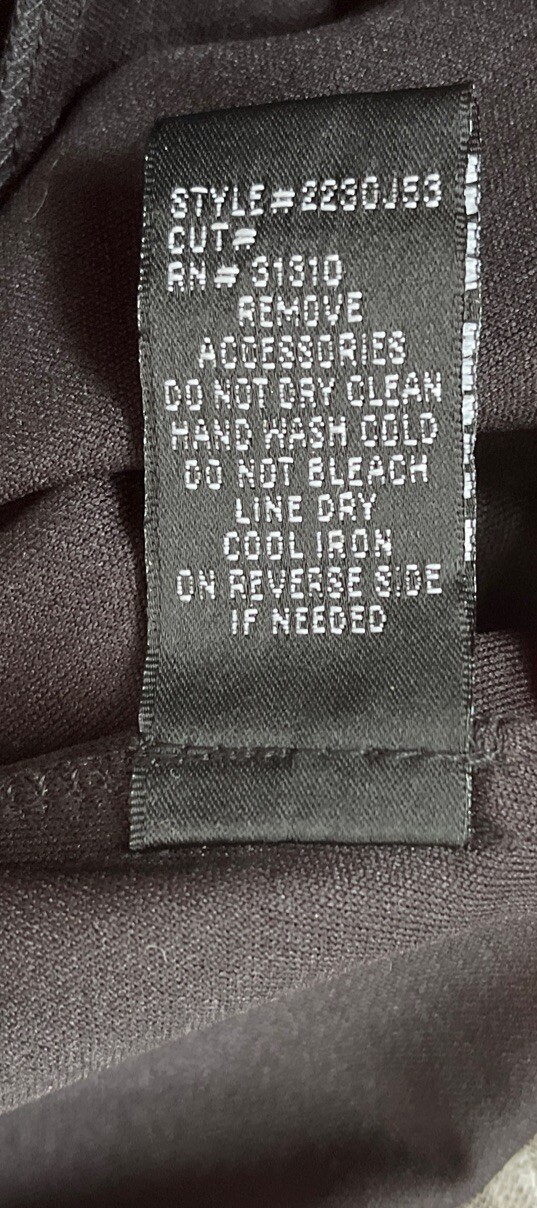 STYLE#2230J53
CUT#
RN# 31310
REMOVE
ACCESSORIES
DO NOT DRY CLEAN
HAND WASH COLD
DO NOT BLEACH
LINE DRY
COOL IRON
ON REVERSE SIDE
IF NEEDED